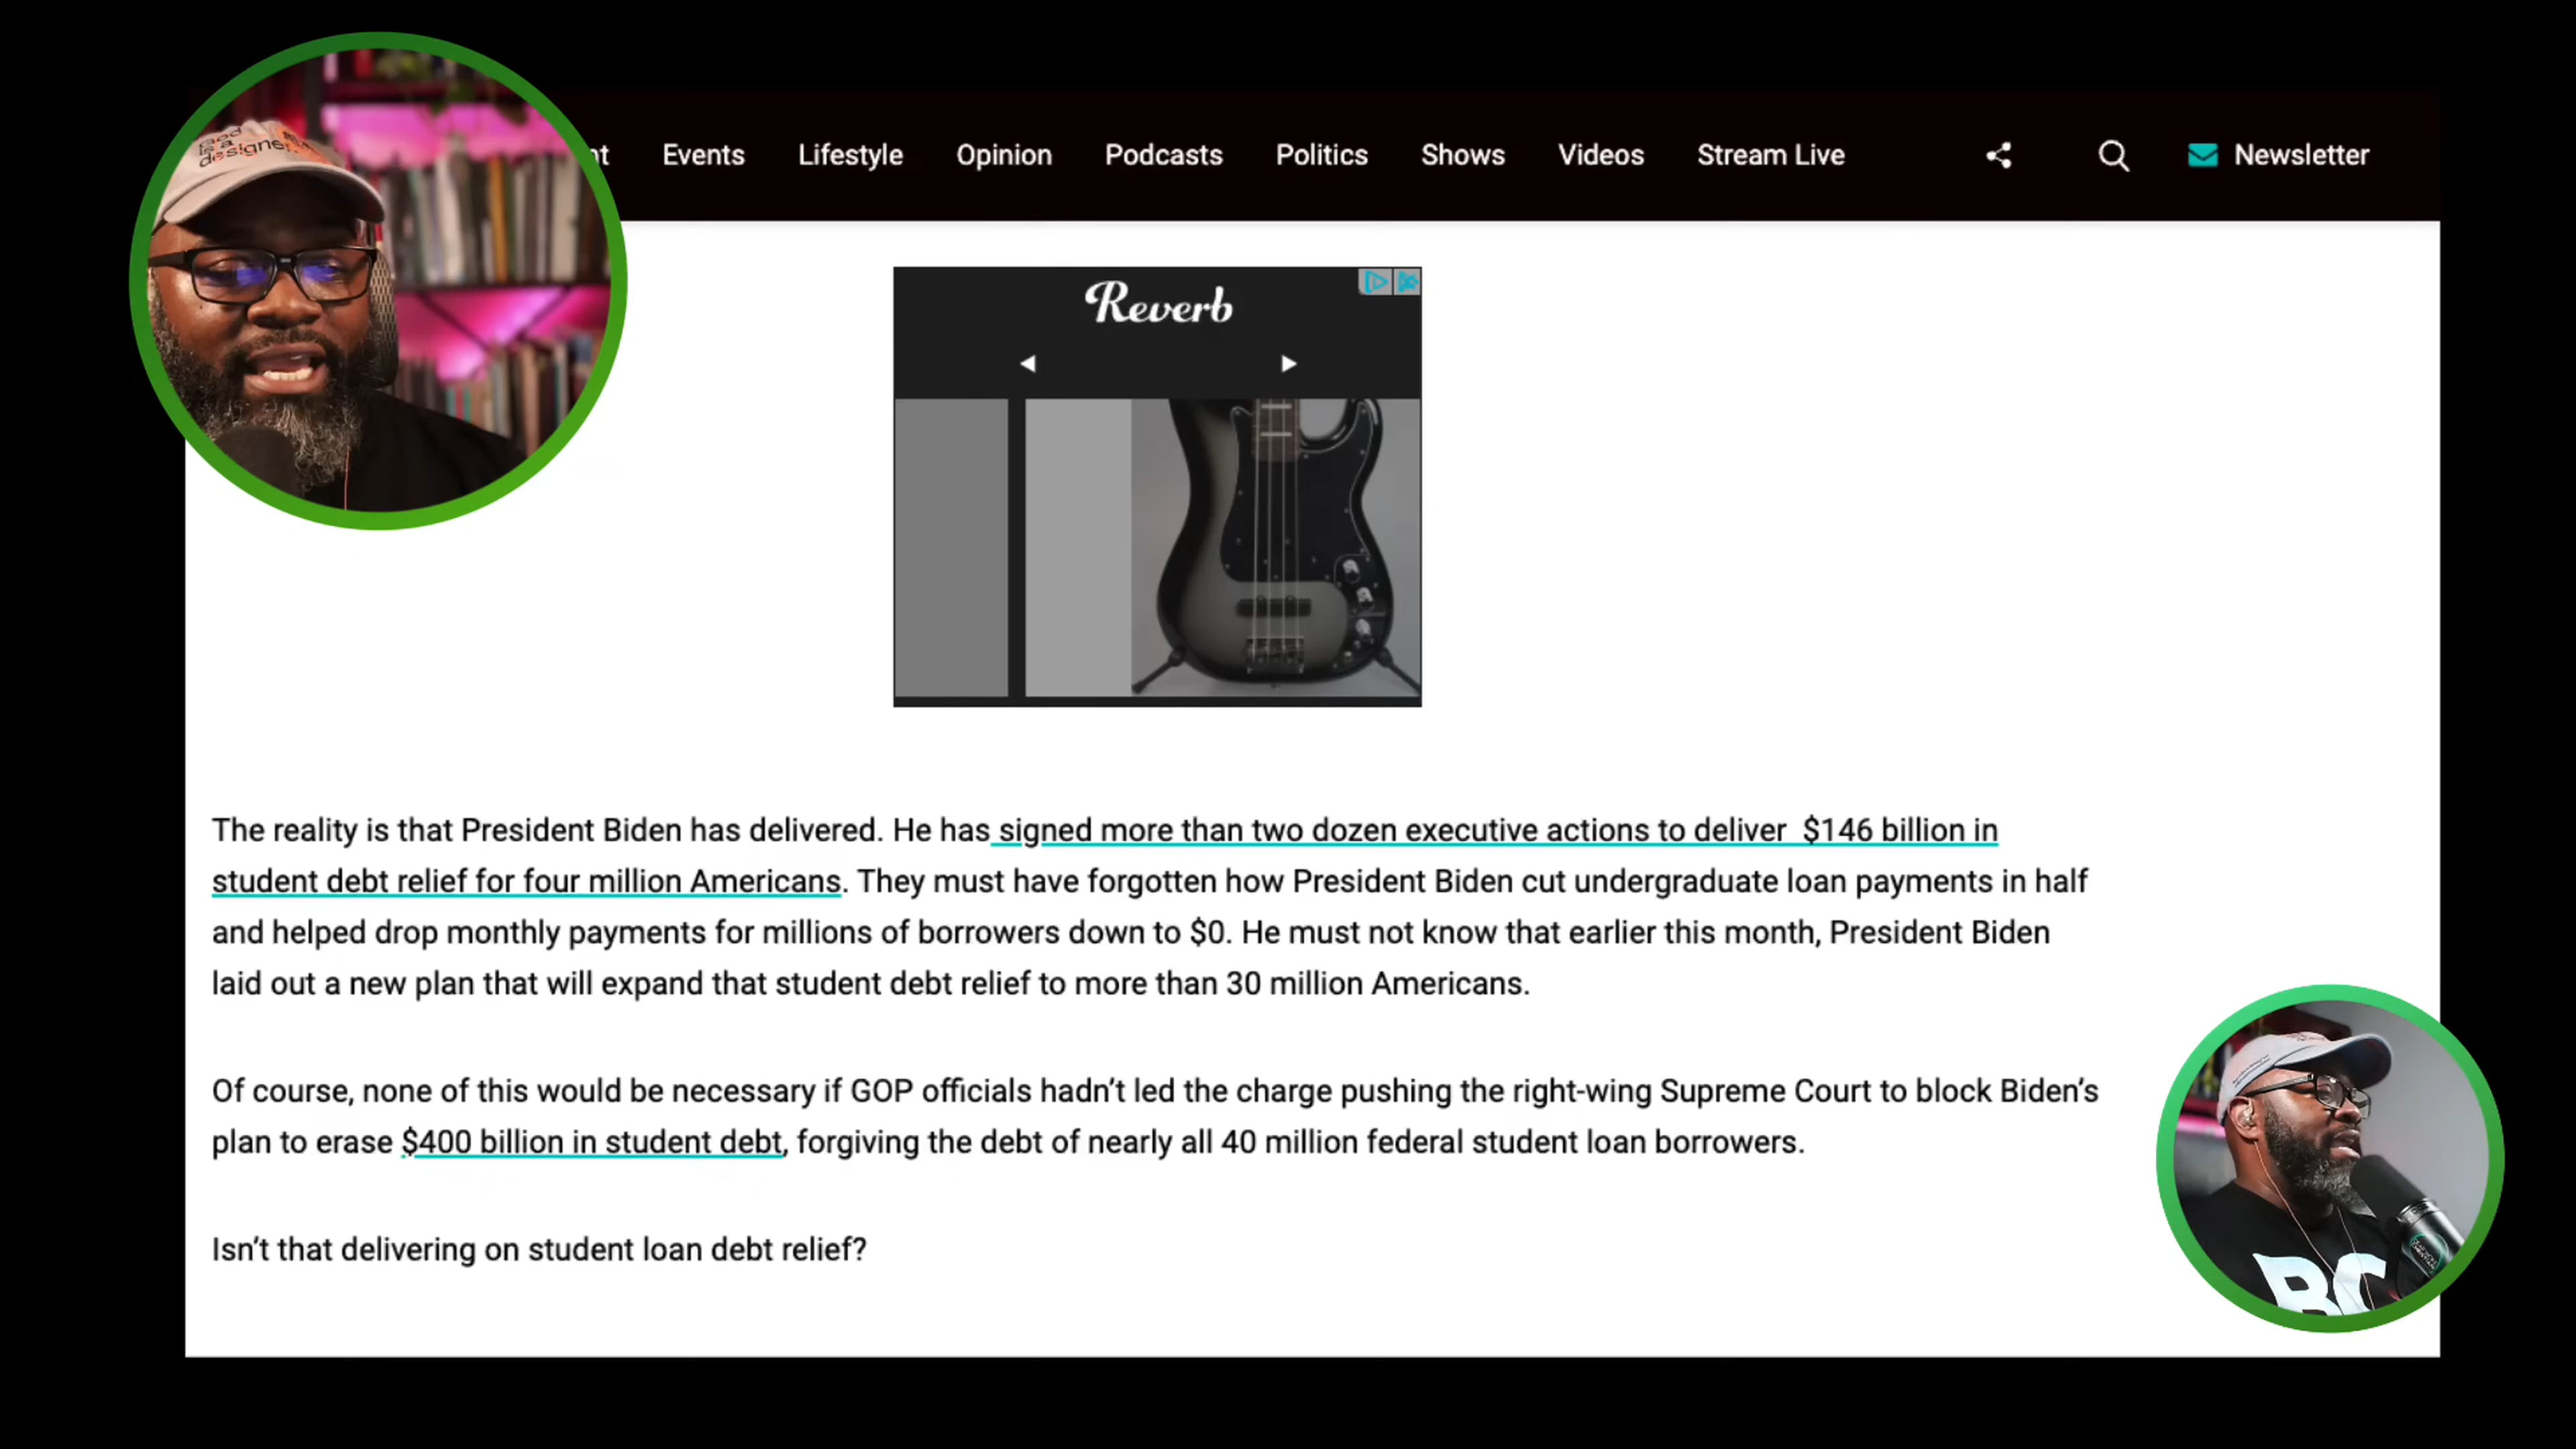 God
is a
designer.
nt Events Lifestyle Opinion Podcasts Politics Shows Videos Stream Live Newsletter
Reverb
The reality is that President Biden has delivered. He has signed more than two dozen executive actions to deliver $146 billion in
student debt relief for four million Americans. They must have forgotten how President Biden cut undergraduate loan payments in half
and helped drop monthly payments for millions of borrowers down to $0. He must not know that earlier this month, President Biden
laid out a new plan that will expand that student debt relief to more than 30 million Americans.
Of course, none of this would be necessary if GOP officials hadn't led the charge pushing the right-wing Supreme Court to block Biden's
plan to erase $400 billion in student debt, forgiving the debt of nearly all 40 million federal student loan borrowers.
Isn't that delivering on student loan debt relief?
BC